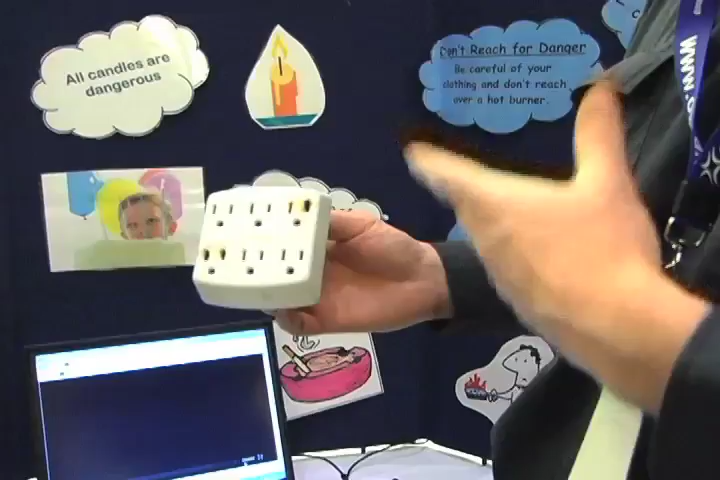 All candles are
dangerous
Don't Reach for Danger
Be careful of your
clothing and don't reach
over a hot burner.
www.